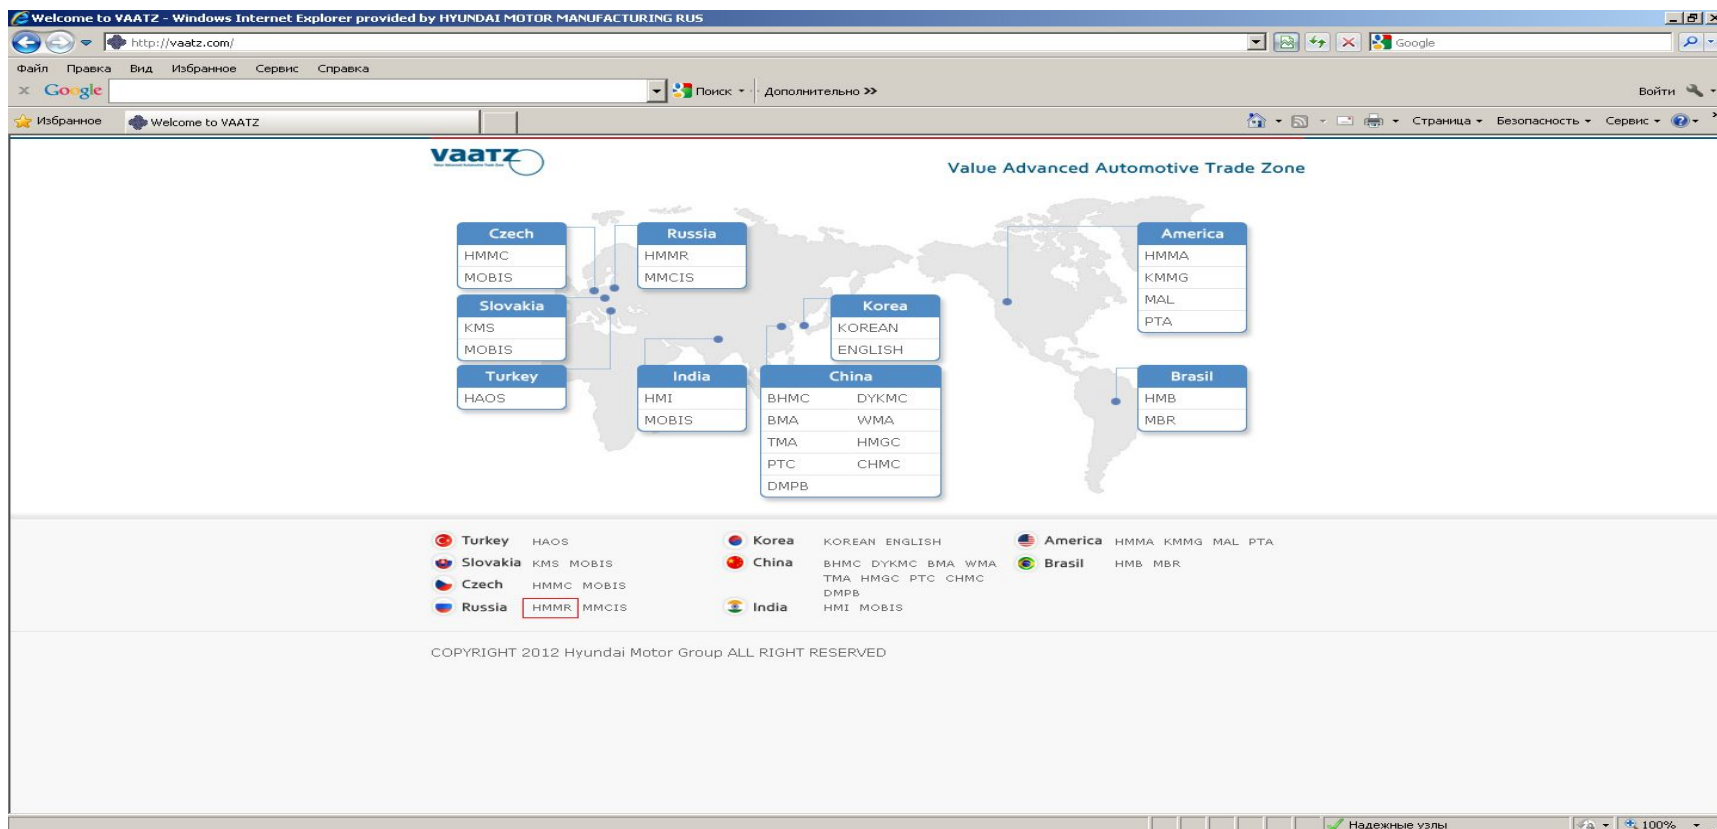 Welcome to VAATZ - Windows Internet Explorer provided by HYUNDAI MOTOR MANUFACTURING RUS
http://vaatz.com/
Google
Файл Правка Вид Избранное Сервис Справка
Google Поиск Дополнительно >> Войти
Избранное Welcome to VAATZ Страница Безопасность Сервис
vaatz
Value Advanced Automotive Trade Zone
Czech
HMMC
MOBIS
Russia
HMMR
MMCIS
America
HMMA
KMMG
MAL
PTA
Slovakia
KMS
MOBIS
Korea
KOREAN
ENGLISH
Turkey
HAOS
India
HMI
MOBIS
China
BHMC DYKMC
BMA WMA
TMA HMGC
PTC CHMC
DMPB
Brasil
HMB
MBR
Turkey HAOS
Slovakia KMS MOBIS
Czech HMMC MOBIS
Russia HMMR MMCIS
Korea KOREAN ENGLISH
China BHMC DYKMC BMA WMA
TMA HMGC PTC CHMC
DMPB
India HMI MOBIS
America HMMA KMMG MAL PTA
Brasil HMB MBR
COPYRIGHT 2012 Hyundai Motor Group ALL RIGHT RESERVED
Надежные узлы 100%